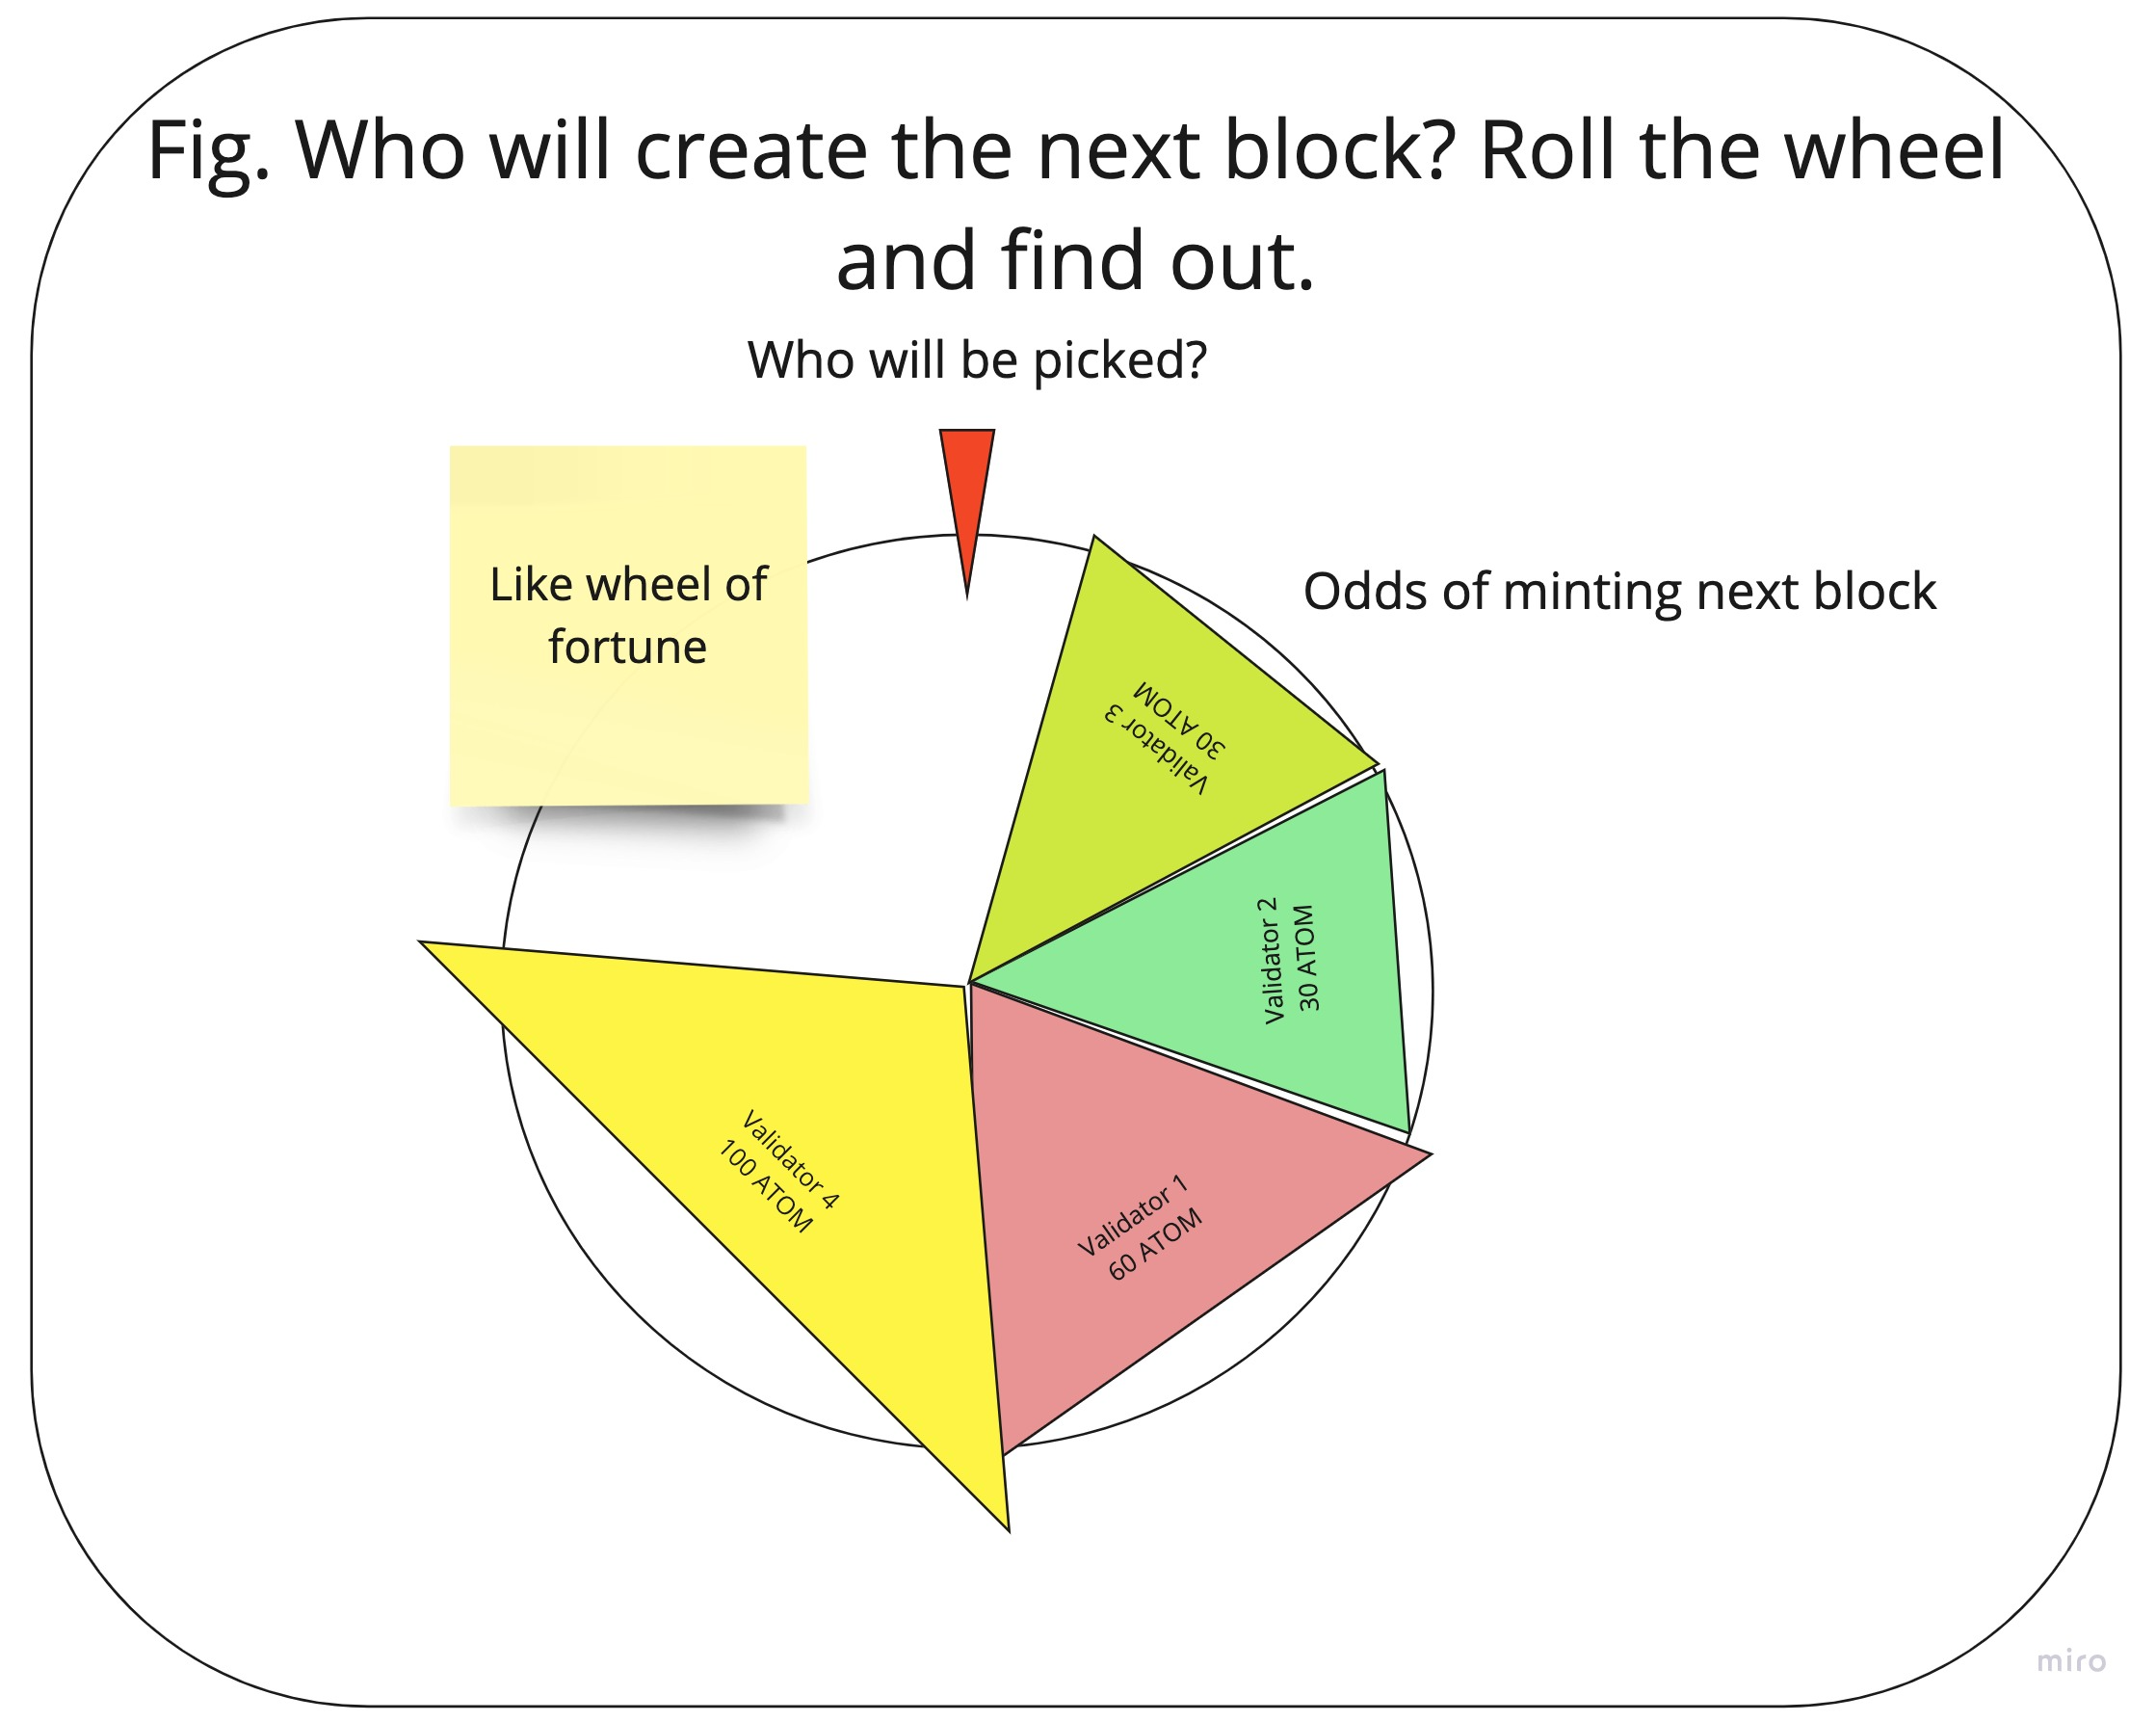 Fig. Who will create the next block? Roll the wheel
and find out.
Who will be picked?
Like wheel of
fortune
Odds of minting next block
Validator 3
30 ATOM
Validator 2
30 ATOM
Validator 4
100 ATOM
Validator 1
60 ATOM
miro